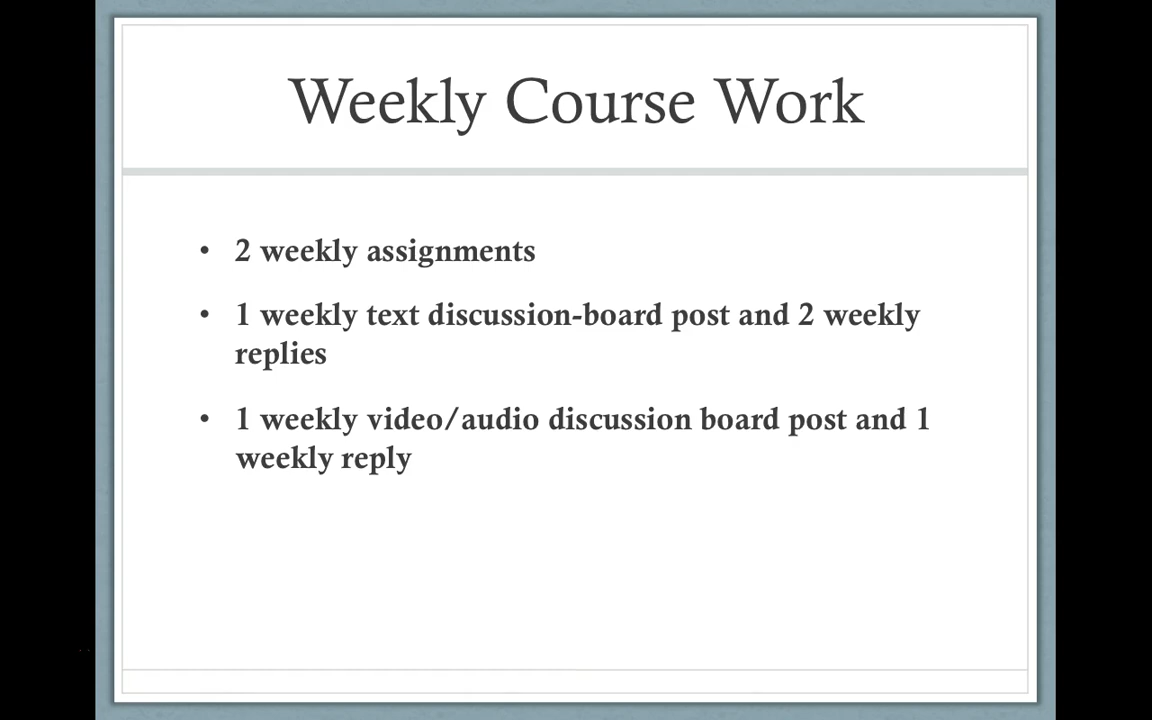 Weekly Course Work
• 2 weekly assignments
• 1 weekly text discussion-board post and 2 weekly
replies
• 1 weekly video/audio discussion board post and 1
weekly reply